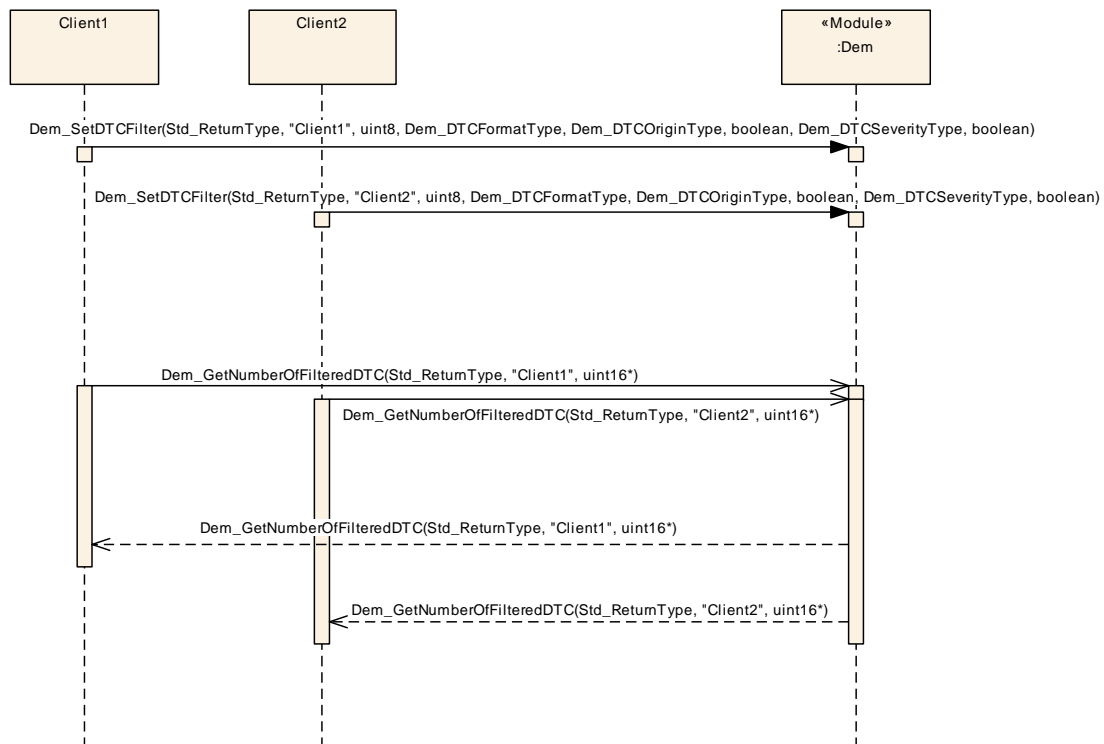 Client1
Client2
«Module»
:Dem
Dem_SetDTCFilter(Std_ReturnType, "Client1", uint8, Dem_DTCFormatType, Dem_DTCOriginType, boolean, Dem_DTCSeverityType, boolean)
Dem_SetDTCFilter(Std_ReturnType, "Client2", uint8, Dem_DTCFormatType, Dem_DTCOriginType, boolean, Dem_DTCSeverityType, boolean)
Dem_GetNumberOfFilteredDTC(Std_ReturnType, "Client1", uint16*)
Dem_GetNumberOfFilteredDTC(Std_ReturnType, "Client2", uint16*)
Dem_GetNumberOfFilteredDTC(Std_ReturnType, "Client1", uint16*)
Dem_GetNumberOfFilteredDTC(Std_ReturnType, "Client2", uint16*)